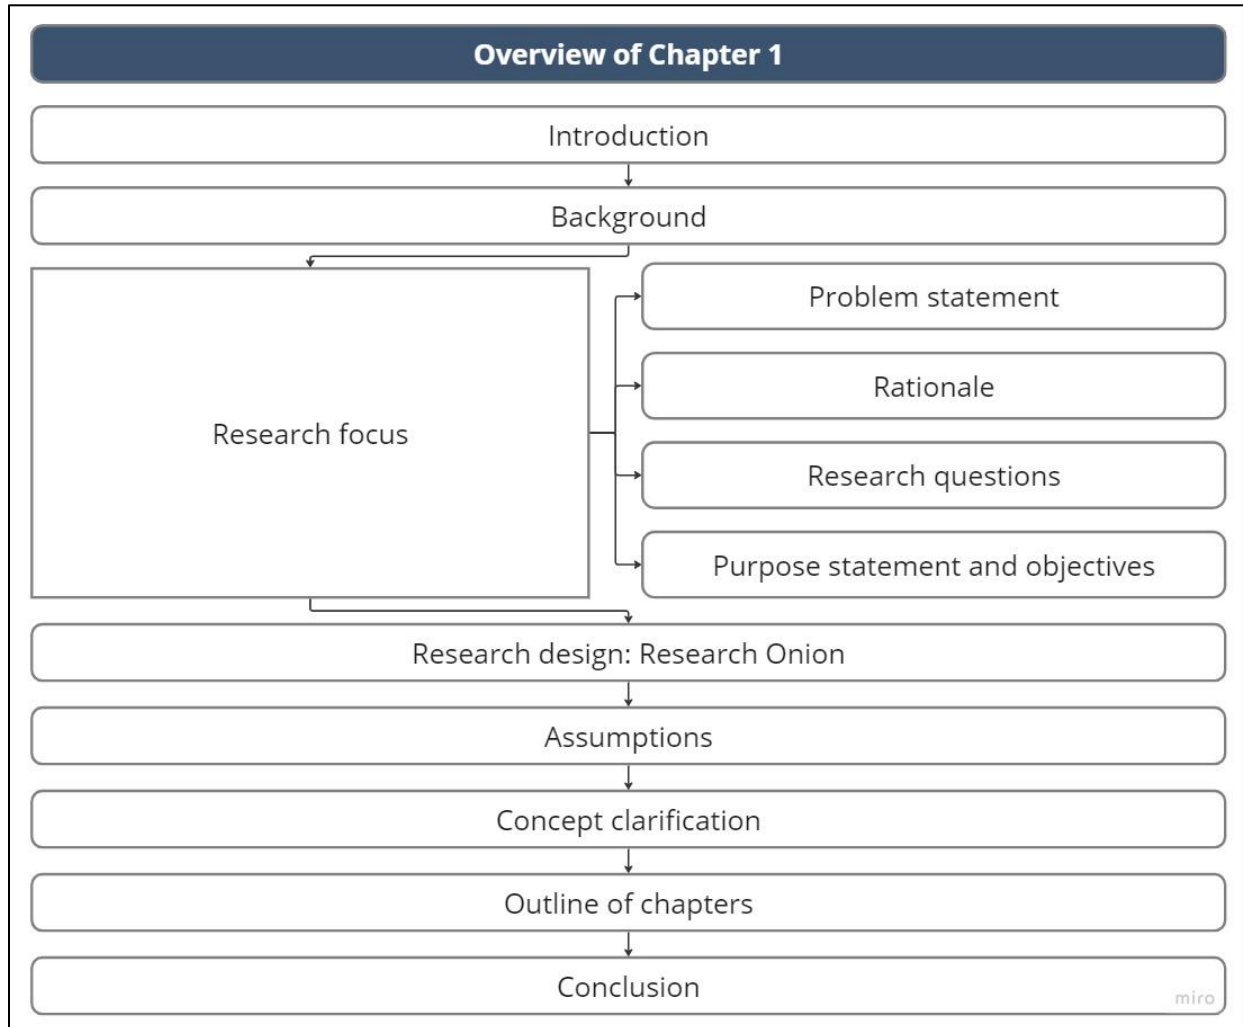 Overview of Chapter 1
Introduction
Background
Research focus
Problem statement
Rationale
Research questions
Purpose statement and objectives
Research design: Research Onion
Assumptions
Concept clarification
Outline of chapters
Conclusion
miro